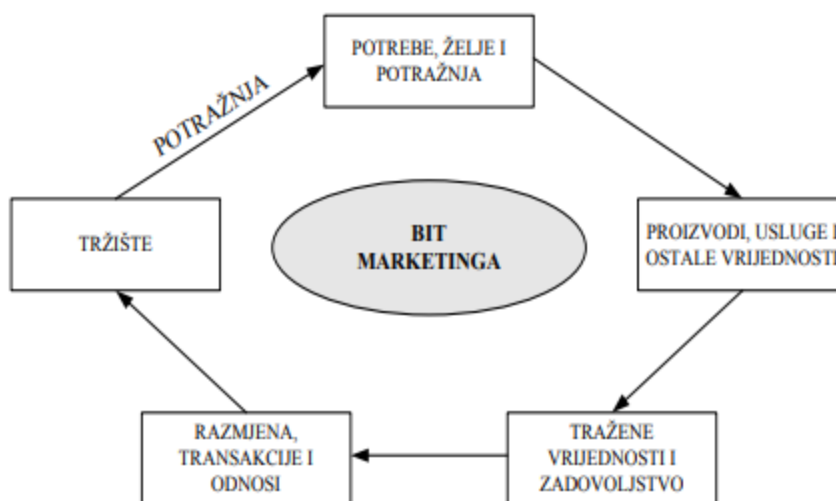 POTREBE, ŽELJE I
POTRAŽNJA
POTRAŽNJA
TRŽIŠTE
BIT
MARKETINGA
PROIZVODI, USLUGE I
OSTALE VRIJEDNOSTI
RAZMJENA,
TRANSAKCIJE I
ODNOSI
TRAŽENE
VRIJEDNOSTI I
ZADOVOLJSTVO